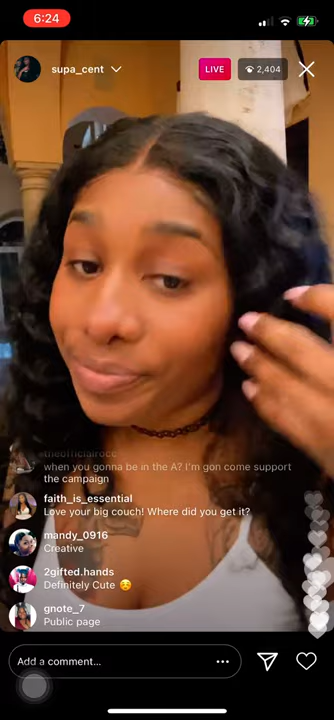 6:24
supa_cent
LIVE
2,404
when you gonna be in the A? I'm gon come support
the campaign
faith_is_essential
Love your big couch! Where did you get it?
mandy_0916
Creative
2gifted.hands
Definitely Cute ☺️
gnote_7
Public page
Add a comment...